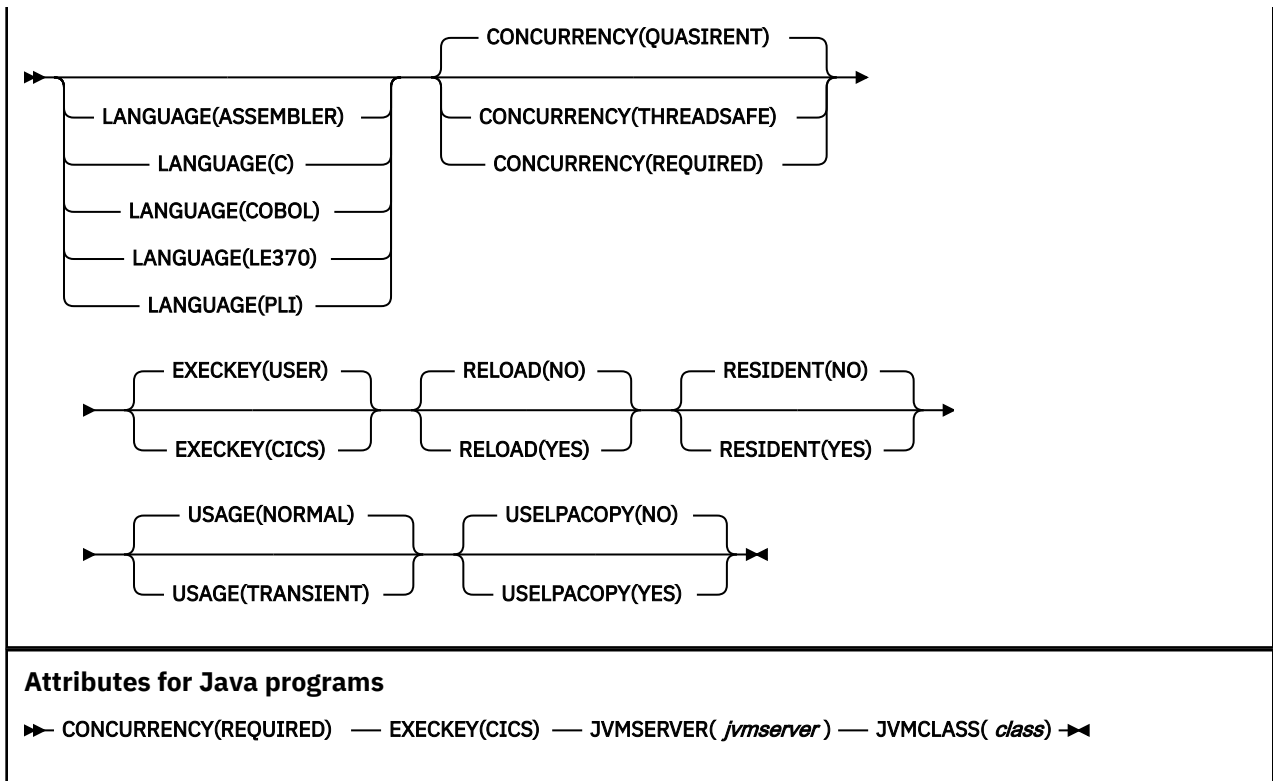 CONCURRENCY(QUASIRENT)
LANGUAGE(ASSEMBLER)
CONCURRENCY(THREADSAFE)
LANGUAGE(C)
CONCURRENCY(REQUIRED)
LANGUAGE(COBOL)
LANGUAGE(LE370)
LANGUAGE(PLI)
EXECKEY(USER) RELOAD(NO) RESIDENT(NO)
EXECKEY(CICS) RELOAD(YES) RESIDENT(YES)
USAGE(NORMAL) USELPACOPY(NO)
USAGE(TRANSIENT) USELPACOPY(YES)
Attributes for Java programs
CONCURRENCY(REQUIRED) EXECKEY(CICS) JVMSERVER( jvmserver ) JVMCLASS( class)